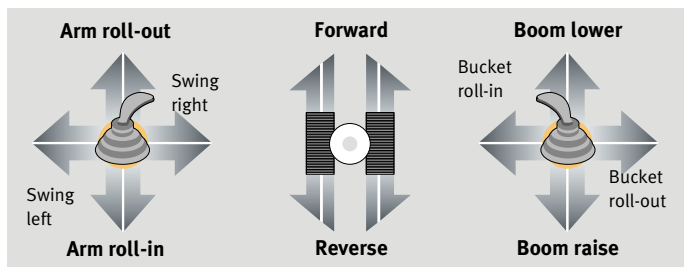 Arm roll-out
Swing
right
Swing
left
Arm roll-in
Forward
Reverse
Boom lower
Bucket
roll-in
Bucket
roll-out
Boom raise